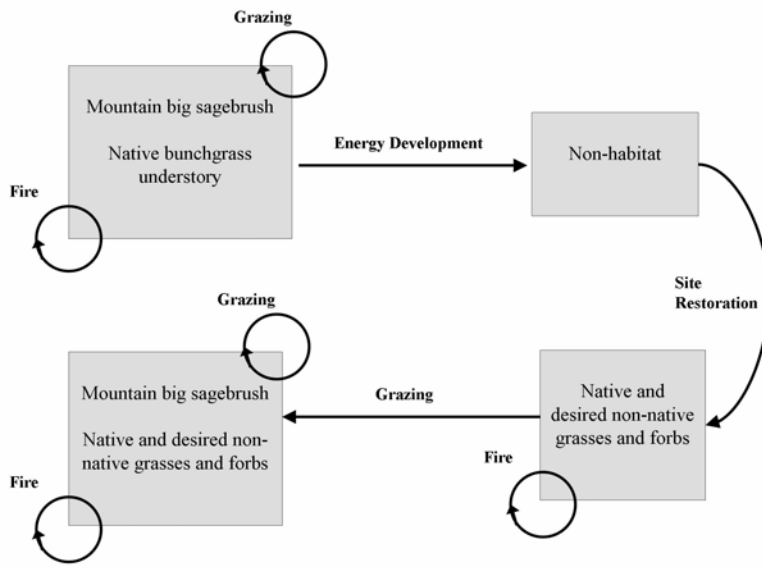 Grazing
Mountain big sagebrush
Native bunchgrass
understory
Fire
Energy Development
Non-habitat
Site
Restoration
Grazing
Mountain big sagebrush
Native and desired non-
native grasses and forbs
Fire
Grazing
Native and
desired non-native
grasses and forbs
Fire